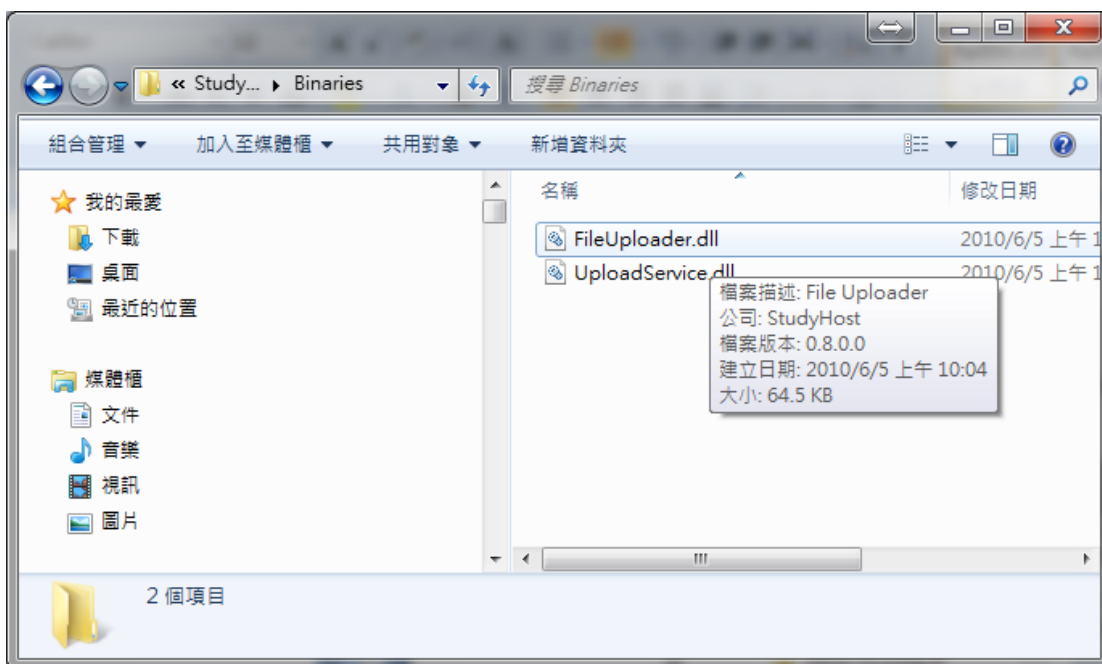 « Study... ▸ Binaries
搜尋 Binaries
組合管理 加入至媒體櫃 共用對象 新增資料夾
我的最愛
下載
桌面
最近的位置
媒體櫃
文件
音樂
視訊
圖片
名稱 修改日期
FileUploader.dll 2010/6/5 上午 1
UploadService.dll 2010/6/5 上午 1
檔案描述: File Uploader
公司: StudyHost
檔案版本: 0.8.0.0
建立日期: 2010/6/5 上午 10:04
大小: 64.5 KB
2 個項目